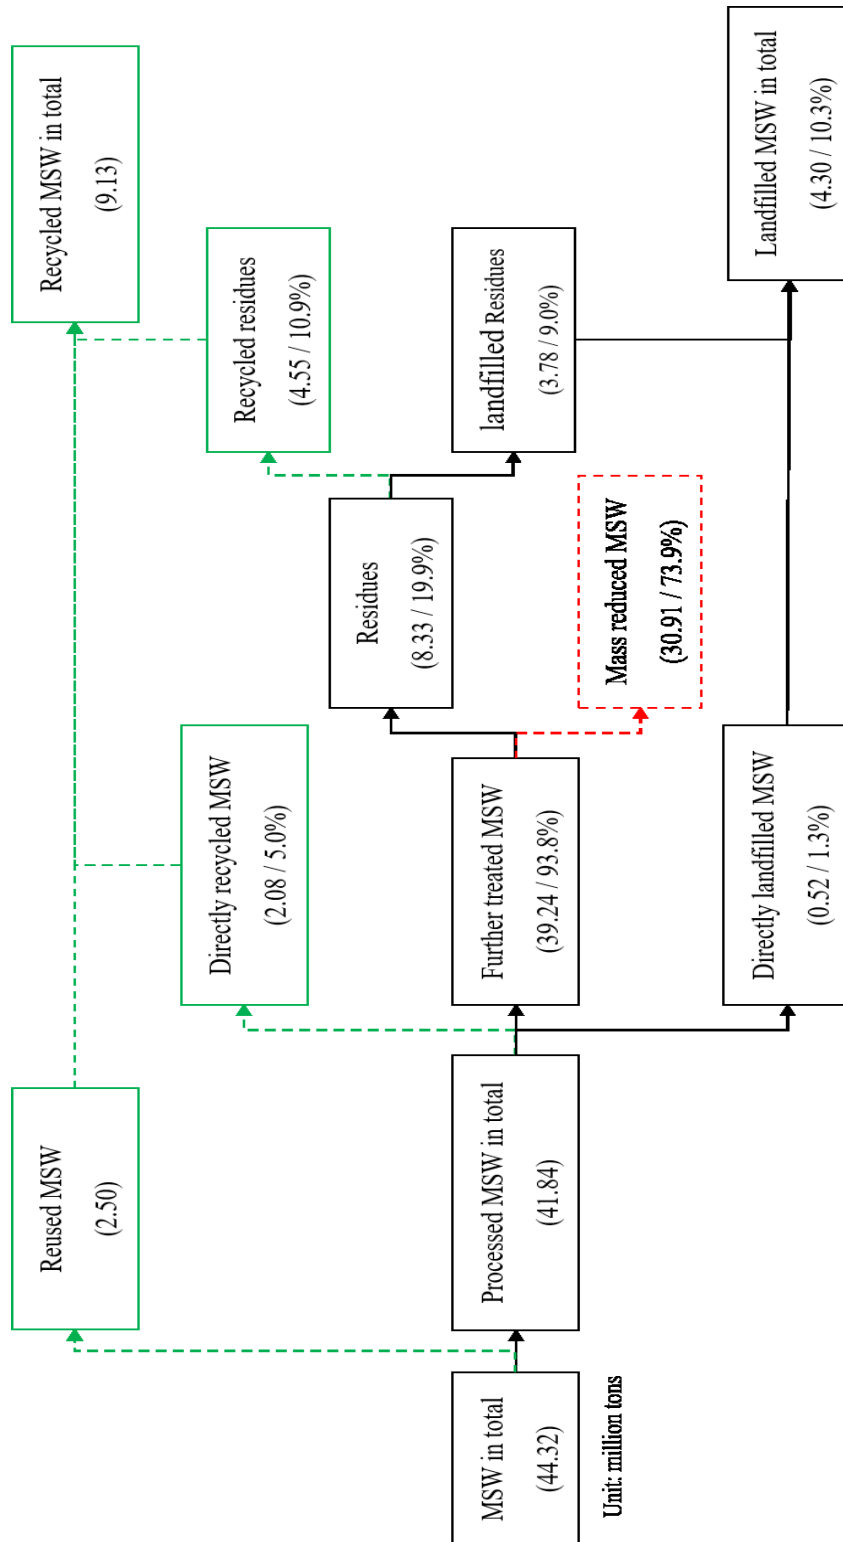 MSW in total
(44.32)
Unit: million tons
Reused MSW
(2.50)
Processed MSW in total
(41.84)
Directly recycled MSW
(2.08 / 5.0%)
Further treated MSW
(39.24 / 93.8%)
Directly landfilled MSW
(0.52 / 1.3%)
Residues
(8.33 / 19.9%)
Mass reduced MSW
(30.91 / 73.9%)
Recycled residues
(4.55 / 10.9%)
landfilled Residues
(3.78 / 9.0%)
Recycled MSW in total
(9.13)
Landfilled MSW in total
(4.30 / 10.3%)